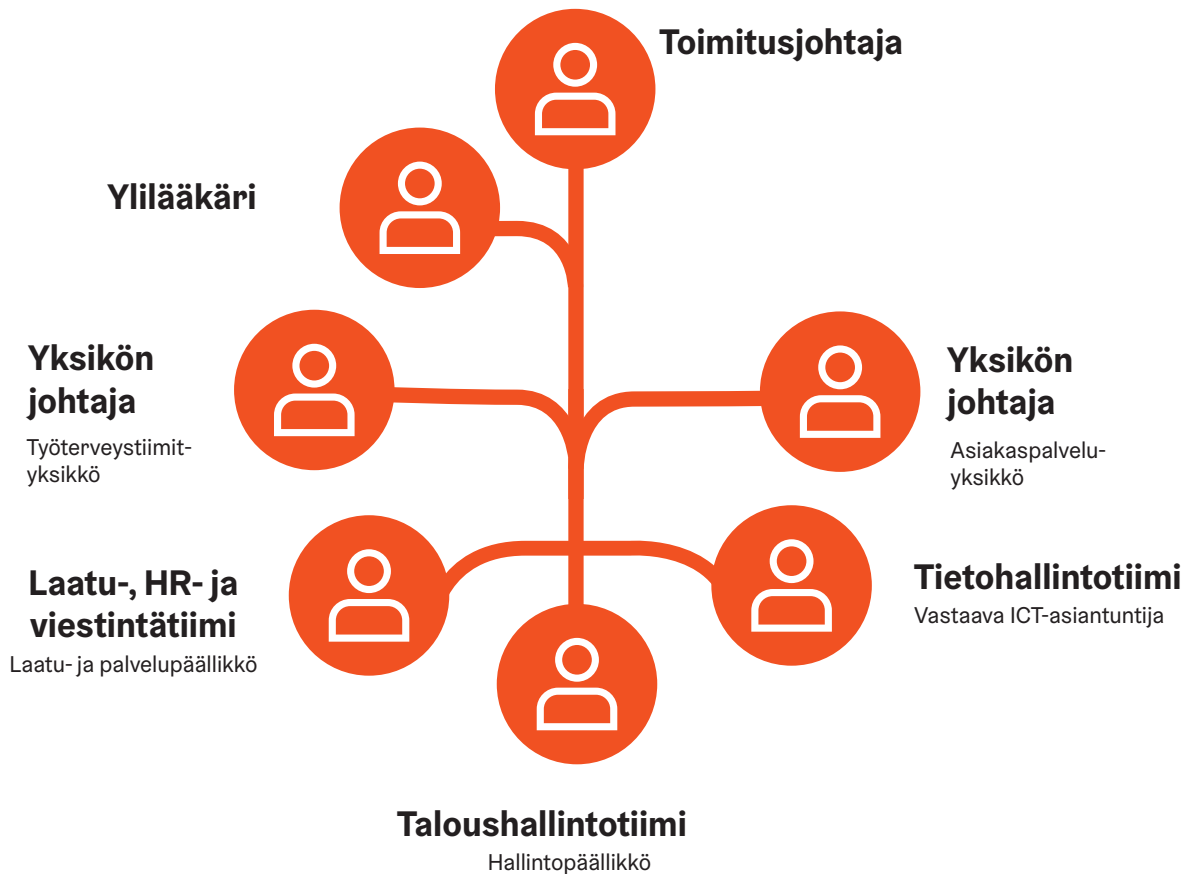 Toimitusjohtaja
Ylilääkäri
Yksikön
johtaja
Työterveystiimit-
yksikkö
Yksikön
johtaja
Asiakaspalvelu-
yksikkö
Laatu-, HR- ja
viestintätiimi
Laatu- ja palvelupäällikkö
Tietohallintotiimi
Vastaava ICT-asiantuntija
Taloushallintotiimi
Hallintopäällikkö